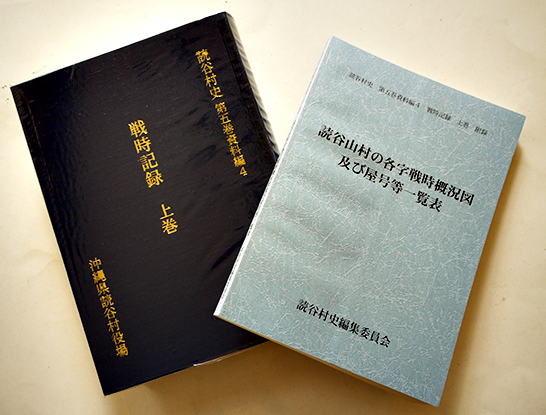 読谷村史 第五巻資料編4
戦時記録 上巻
沖縄県読谷村役場
読谷村史 第五巻資料編4 戦時記録 上巻 附録
読谷山村の各字戦時概況図
及び屋号等一覧表
読谷村史編集委員会